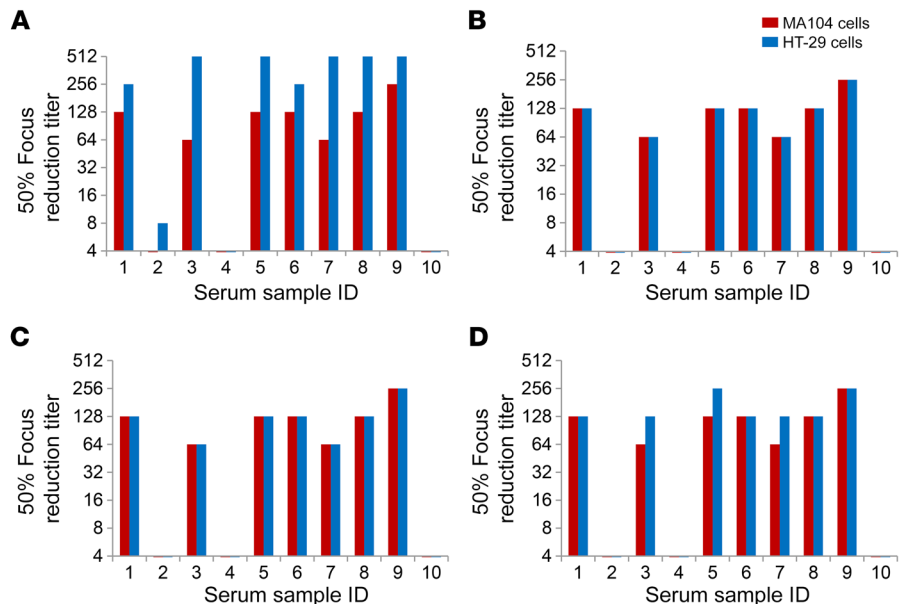 A
50% Focus
reduction titer
512
256
128
64
32
16
8
4
1 2 3 4 5 6 7 8 9 10
Serum sample ID
B
MA104 cells
HT-29 cells
50% Focus
reduction titer
512
256
128
64
32
16
8
4
1 2 3 4 5 6 7 8 9 10
Serum sample ID
C
50% Focus
reduction titer
512
256
128
64
32
16
8
4
1 2 3 4 5 6 7 8 9 10
Serum sample ID
D
50% Focus
reduction titer
512
256
128
64
32
16
8
4
1 2 3 4 5 6 7 8 9 10
Serum sample ID